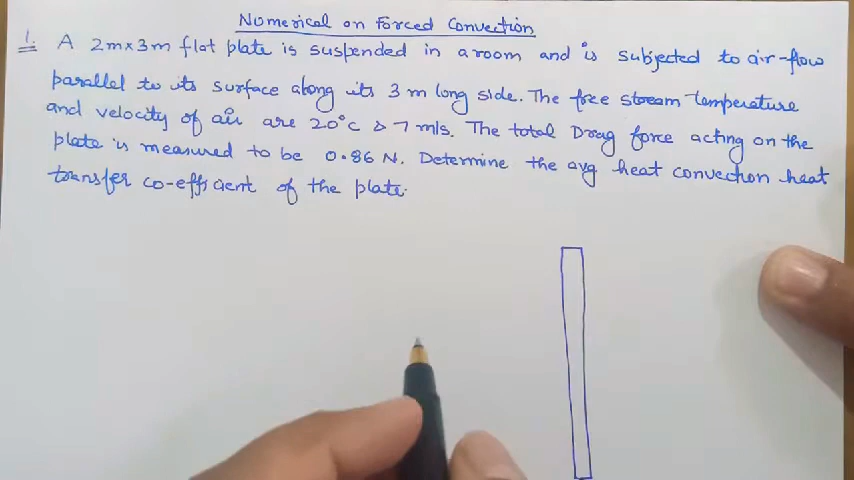 Numerical on Forced Convection
1. A 2m x 3m flat plate is suspended in a room and is subjected to air-flow
parallel to its surface along its 3 m long side. The free stream temperature
and velocity of air are 20°C & 7 m/s. The total Drag force acting on the
plate is measured to be 0.86 N. Determine the avg heat convection heat
transfer co-efficient of the plate.